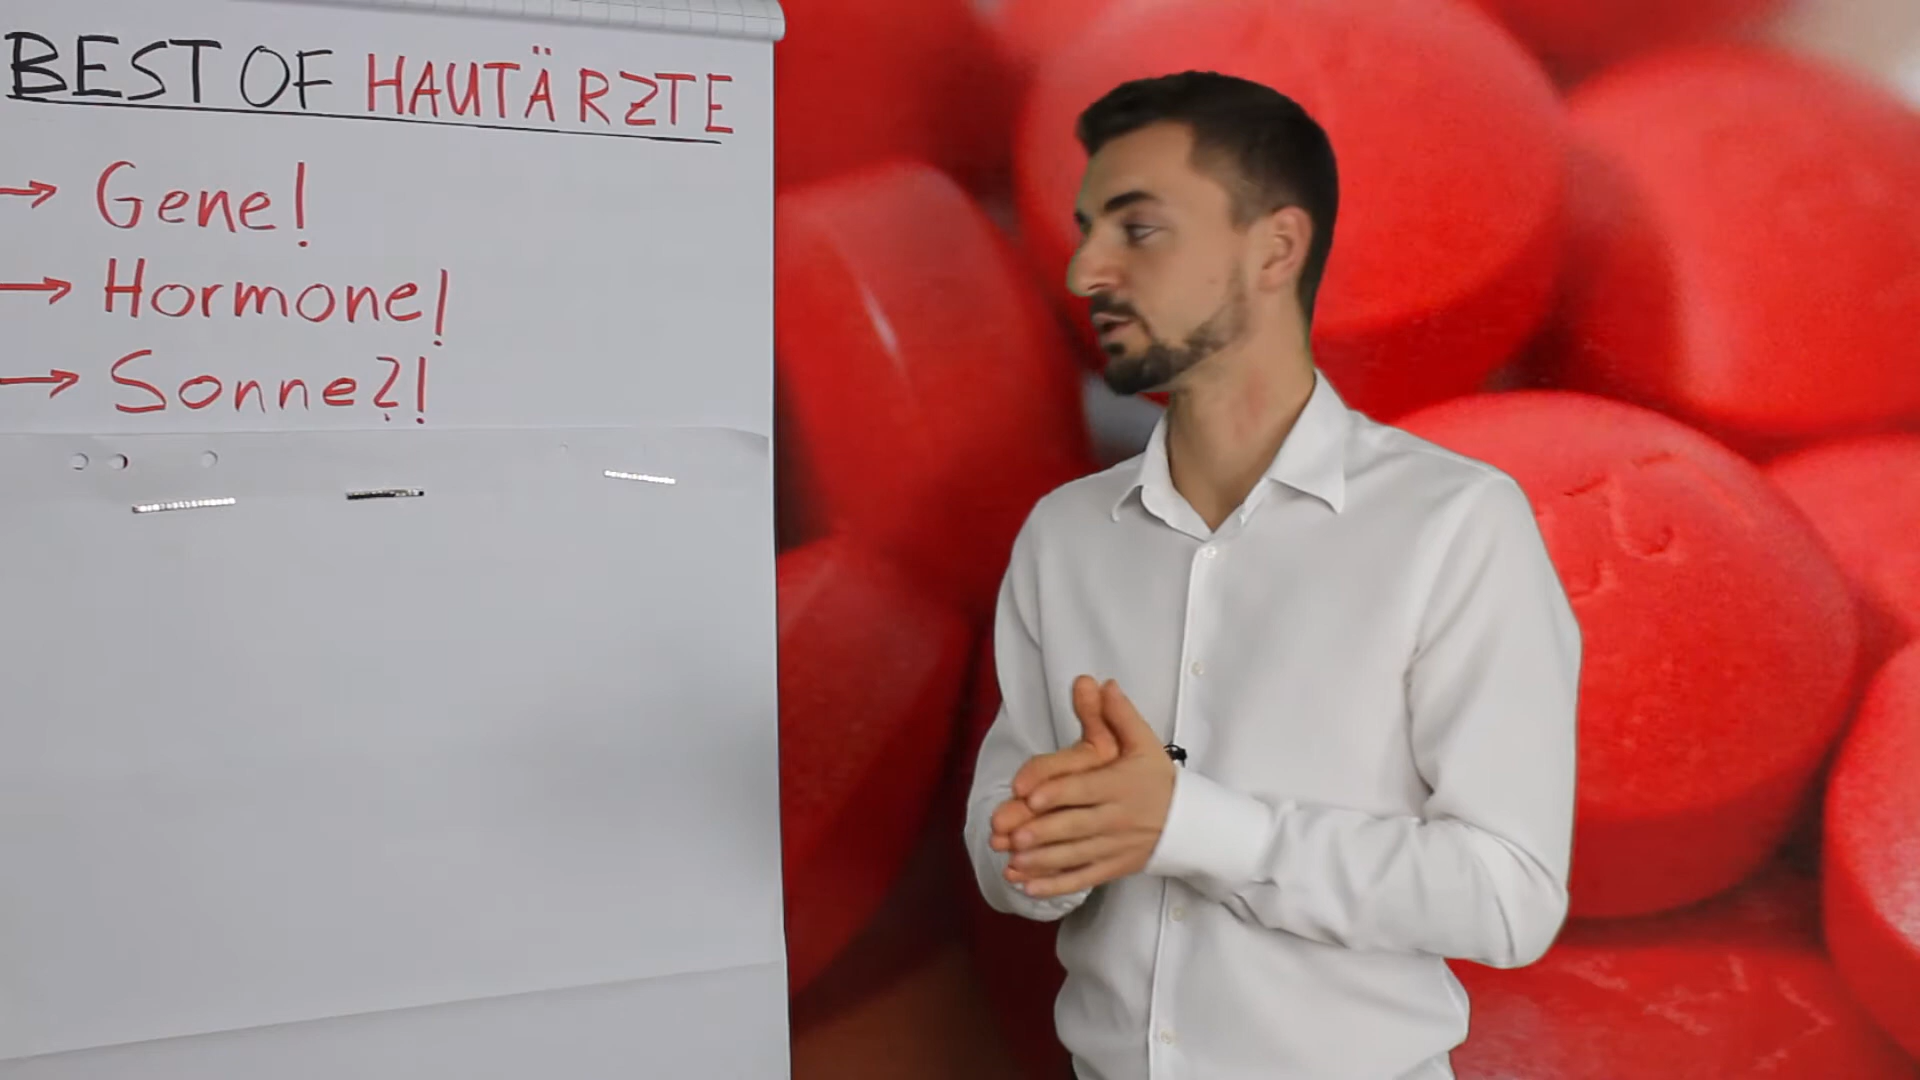 BEST OF HAUTÄRZTE
→ Gene!
→ Hormone!
→ Sonne?!